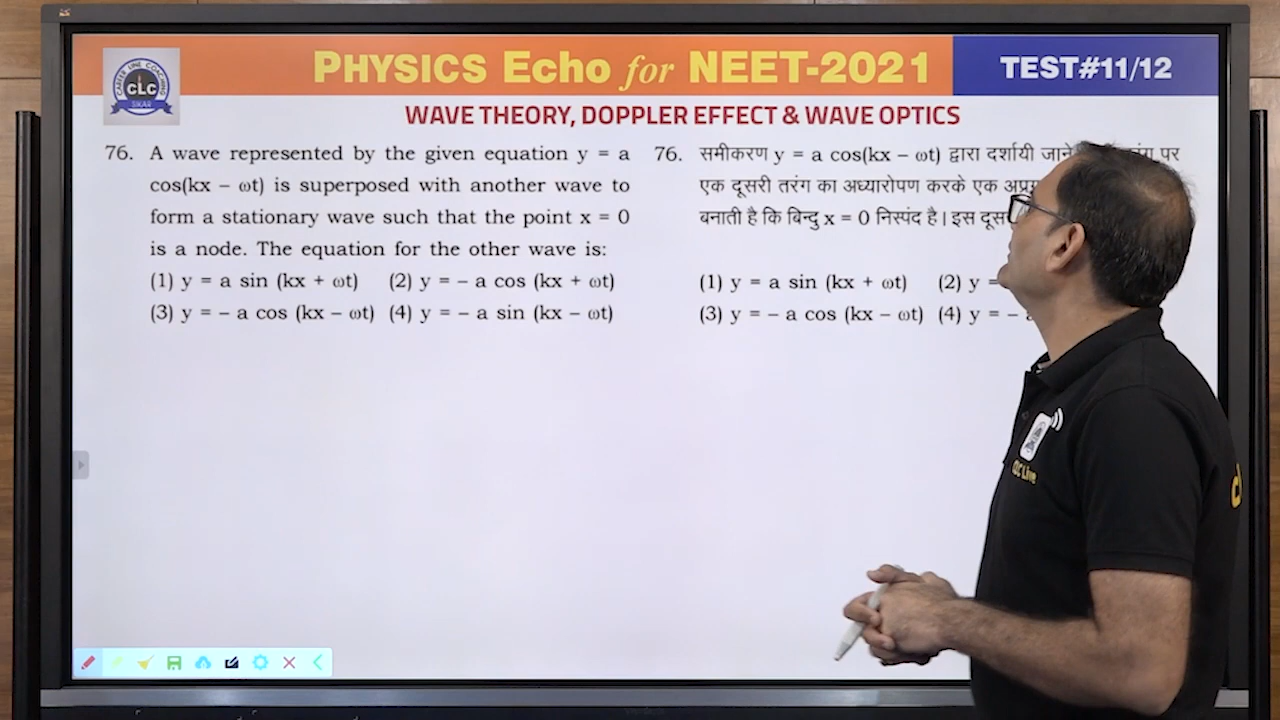 PHYSICS Echo for NEET-2021
TEST#11/12
CAREER LINE COACHING
CLC
SIKAR
WAVE THEORY, DOPPLER EFFECT & WAVE OPTICS
76. A wave represented by the given equation y = a
cos(kx – ωt) is superposed with another wave to
form a stationary wave such that the point x = 0
is a node. The equation for the other wave is:
(1) y = a sin (kx + ωt) (2) y = – a cos (kx + ωt)
(3) y = – a cos (kx – ωt) (4) y = – a sin (kx – ωt)
76. समीकरण y = a cos(kx – ωt) द्वारा दर्शायी पर
एक दूसरी तरंग का अध्यारोपण करके एक
बनाती है कि बिन्दु x = 0 निस्पंद है। इस
(1) y = a sin (kx + ωt) (2) y =
(3) y = – a cos (kx – ωt) (4) y = –
CLC Live